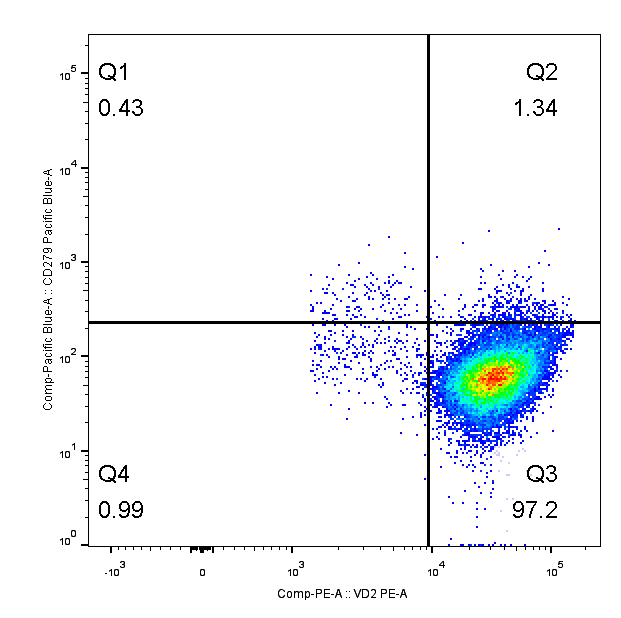 Q1
0.43
Q2
1.34
Q4
0.99
Q3
97.2
10^5
10^4
10^3
10^2
10^1
10^0
-10^3
0
10^3
10^4
10^5
Comp-Pacific Blue-A :: CD279 Pacific Blue-A
Comp-PE-A :: VD2 PE-A